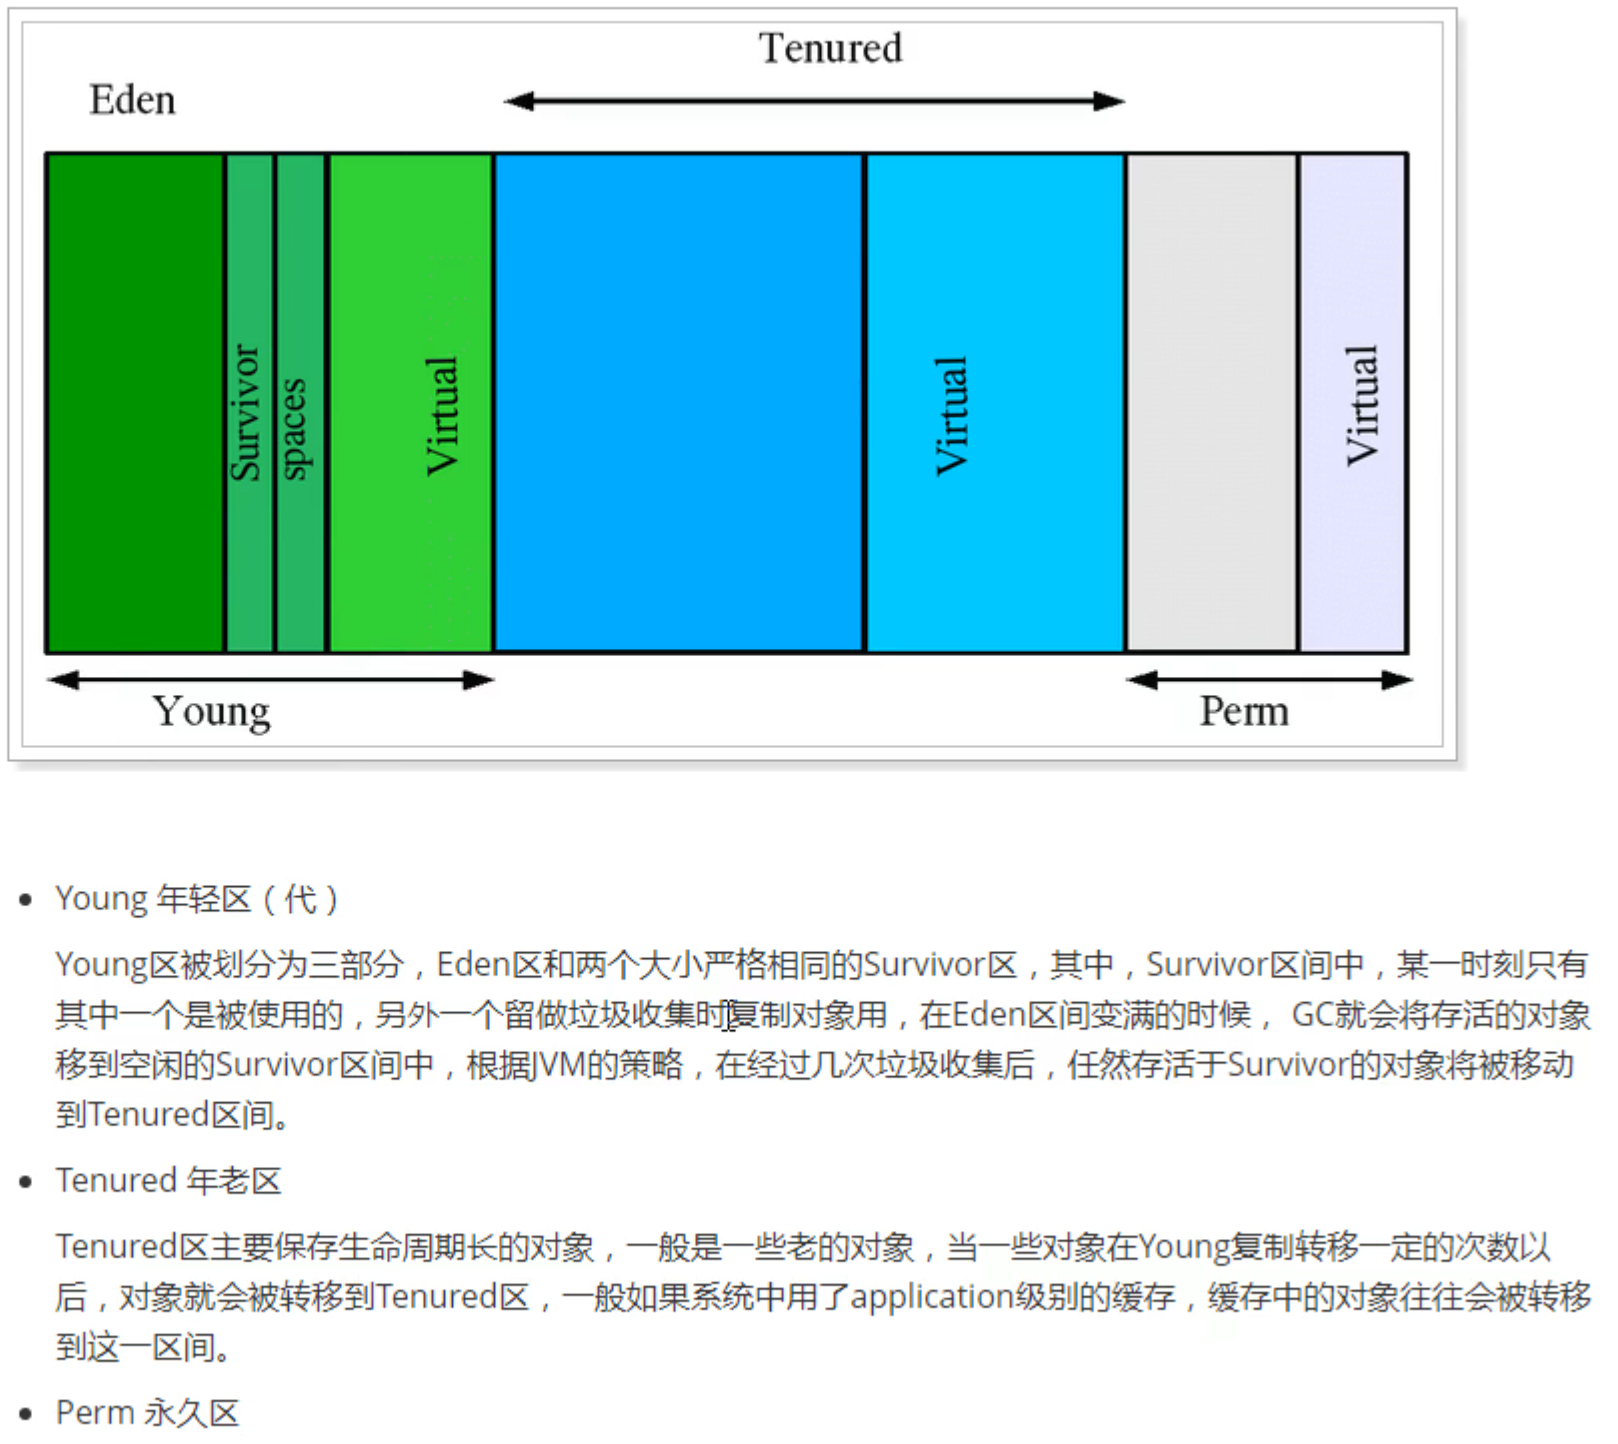 Tenured
Eden
Survivor
spaces
Virtual
Virtual
Virtual
Young
Perm
Young 年轻区（代）
Young区被划分为三部分，Eden区和两个大小严格相同的Survivor区，其中，Survivor区间中，某一时刻只有
其中一个是被使用的，另外一个留做垃圾收集时复制对象用，在Eden区间变满的时候， GC就会将存活的对象
移到空闲的Survivor区间中，根据JVM的策略，在经过几次垃圾收集后，任然存活于Survivor的对象将被移动
到Tenured区间。
Tenured 年老区
Tenured区主要保存生命周期长的对象，一般是一些老的对象，当一些对象在Young复制转移一定的次数以
后，对象就会被转移到Tenured区，一般如果系统中用了application级别的缓存，缓存中的对象往往会被转移
到这一区间。
Perm 永久区